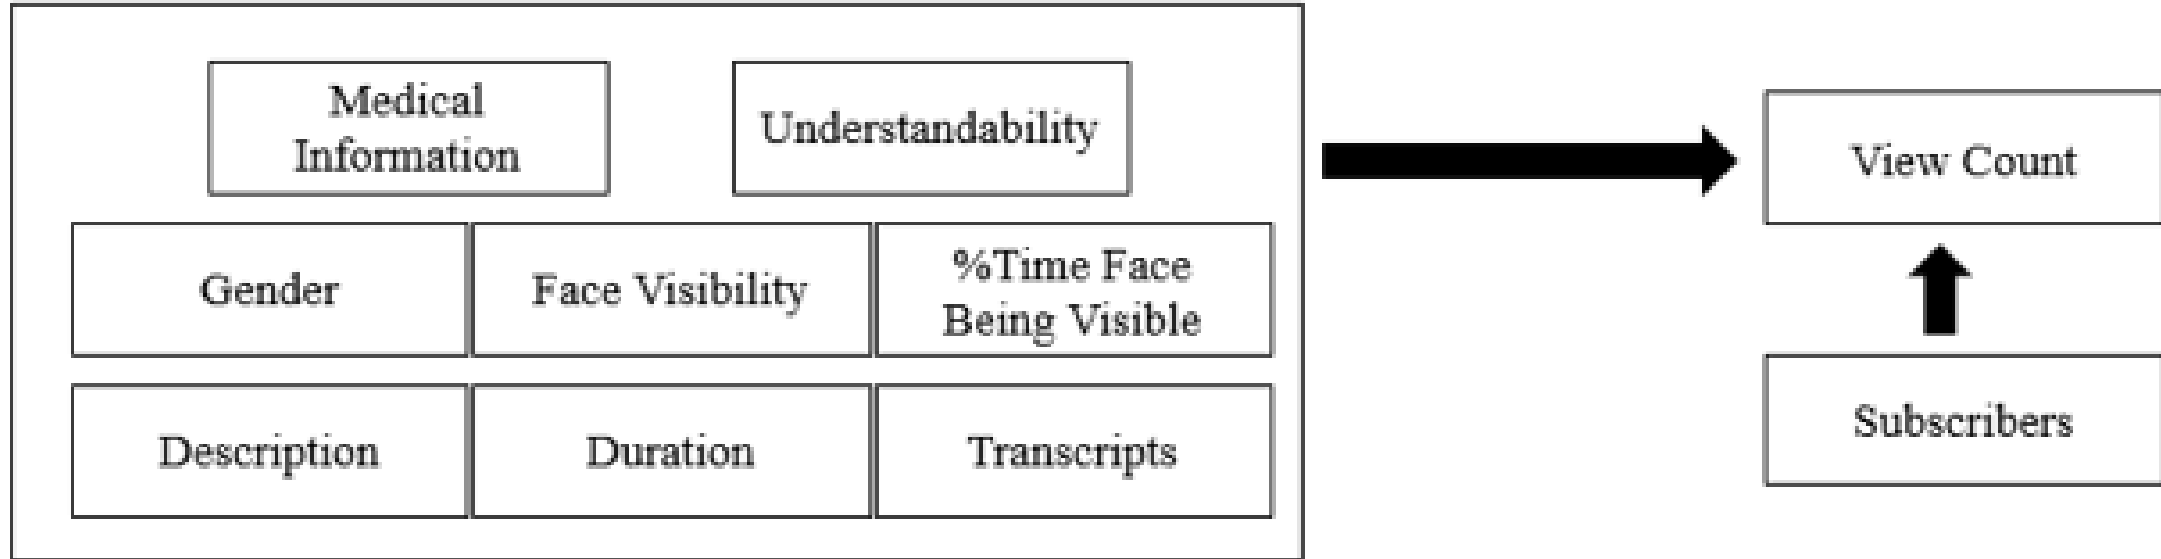 Medical
Information
Understandability
View Count
Gender
Face Visibility
%Time Face
Being Visible
Description
Duration
Transcripts
Subscribers